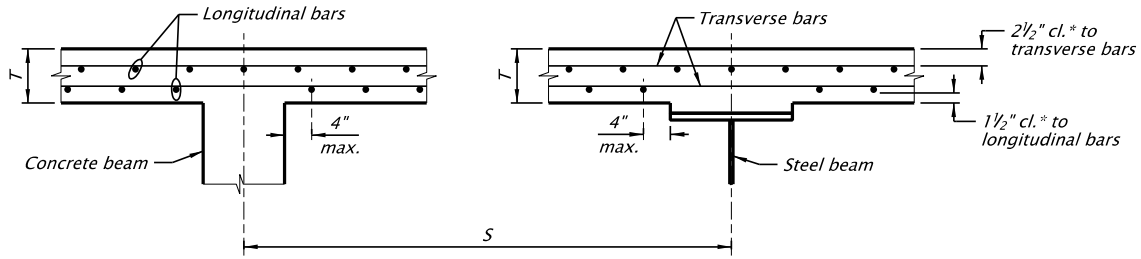 Longitudinal bars
Transverse bars
2½" cl.* to
transverse bars
T
T
4"
max.
4"
max.
1½" cl.* to
longitudinal bars
Concrete beam
Steel beam
S